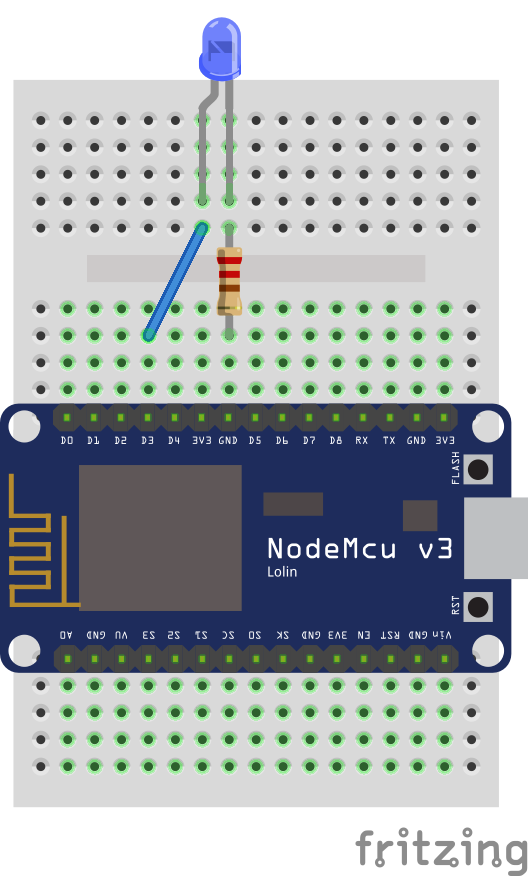 D0 D1 D2 D3 D4 3V3 GND D5 D6 D7 D8 RX TX GND 3V3
FLASH
NodeMcu v3
Lolin
RST
A0 GND VU S3 S2 S1 SC SO SK GND 3V3 EN RST GND Vin
fritzing